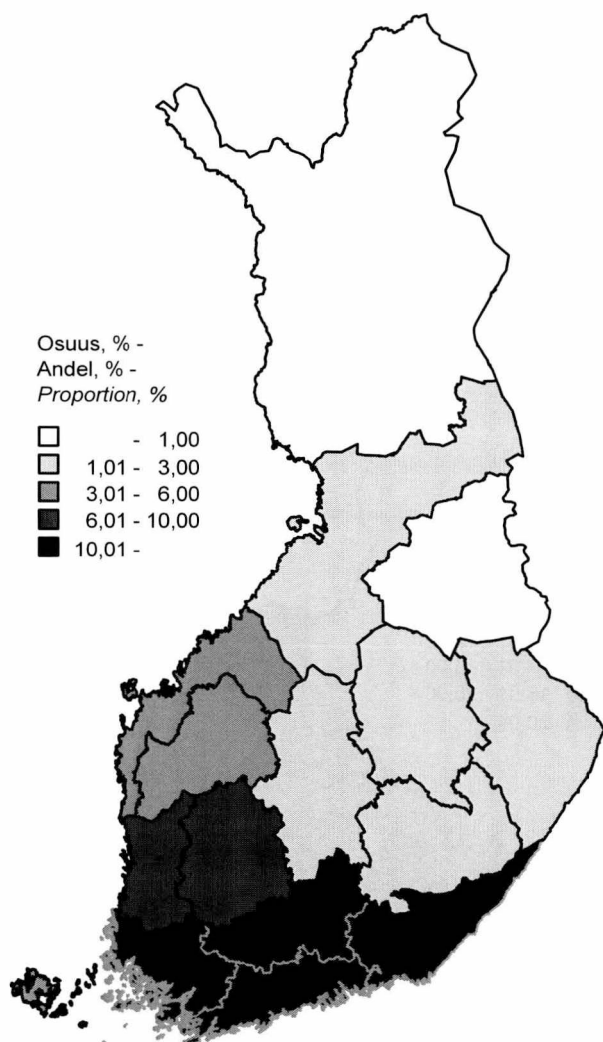 Osuus, % -
Andel, % -
Proportion, %
- 1,00
1,01 - 3,00
3,01 - 6,00
6,01 - 10,00
10,01 -